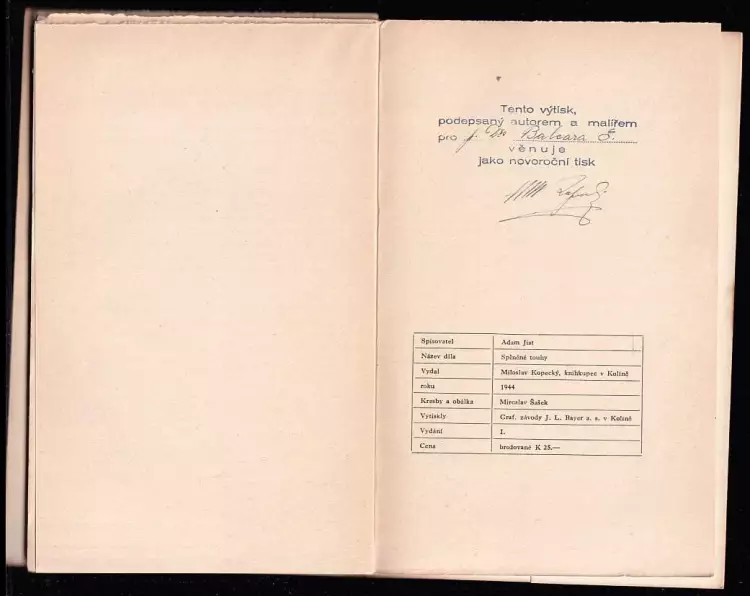 Tento výtisk,
podepsaný autorem a malířem
pro
věnuje
jako novoroční tisk
Spisovatel Adam Jist
Název díla Splněné touhy
Vydal Miloslav Kopecký, knihkupec v Kolíně
roku 1944
Kresby a obálka Miroslav Šašek
Vytiskly Graf. závody J. L. Bayer a. s. v Kolíně
Vydání I.
Cena brožované K 25.—